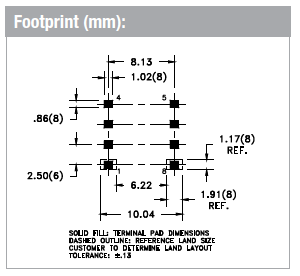 Footprint (mm):
8.13
1.02(8)
4 5
.86(8)
1.17(8)
REF.
2.50(6)
1 8
6.22
1.91(8)
REF.
10.04
SOLID FILL: TERMINAL PAD DIMENSIONS
DASHED OUTLINE: REFERENCE LAND SIZE
CUSTOMER TO DETERMINE LAND LAYOUT
TOLERANCE: ±.13